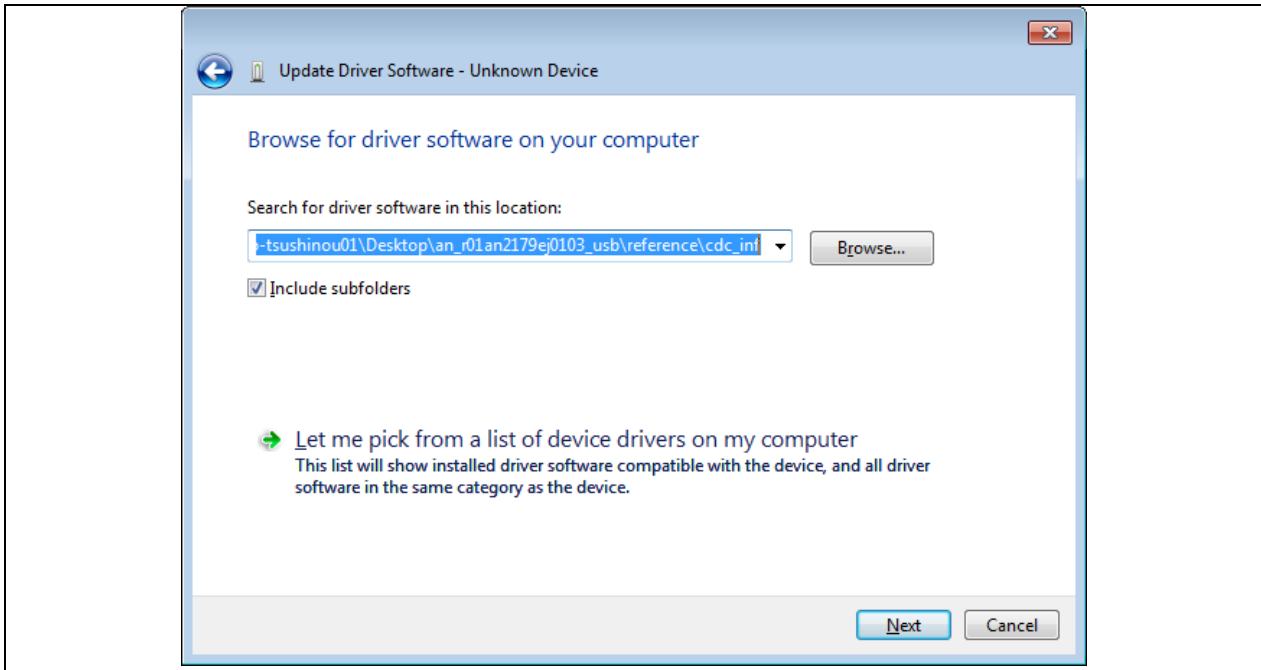 Update Driver Software - Unknown Device
Browse for driver software on your computer
Search for driver software in this location:
-tsushinou01\Desktop\an_r01an2179ej0103_usb\reference\cdc_inf
Browse...
Include subfolders
Let me pick from a list of device drivers on my computer
This list will show installed driver software compatible with the device, and all driver
software in the same category as the device.
Next
Cancel